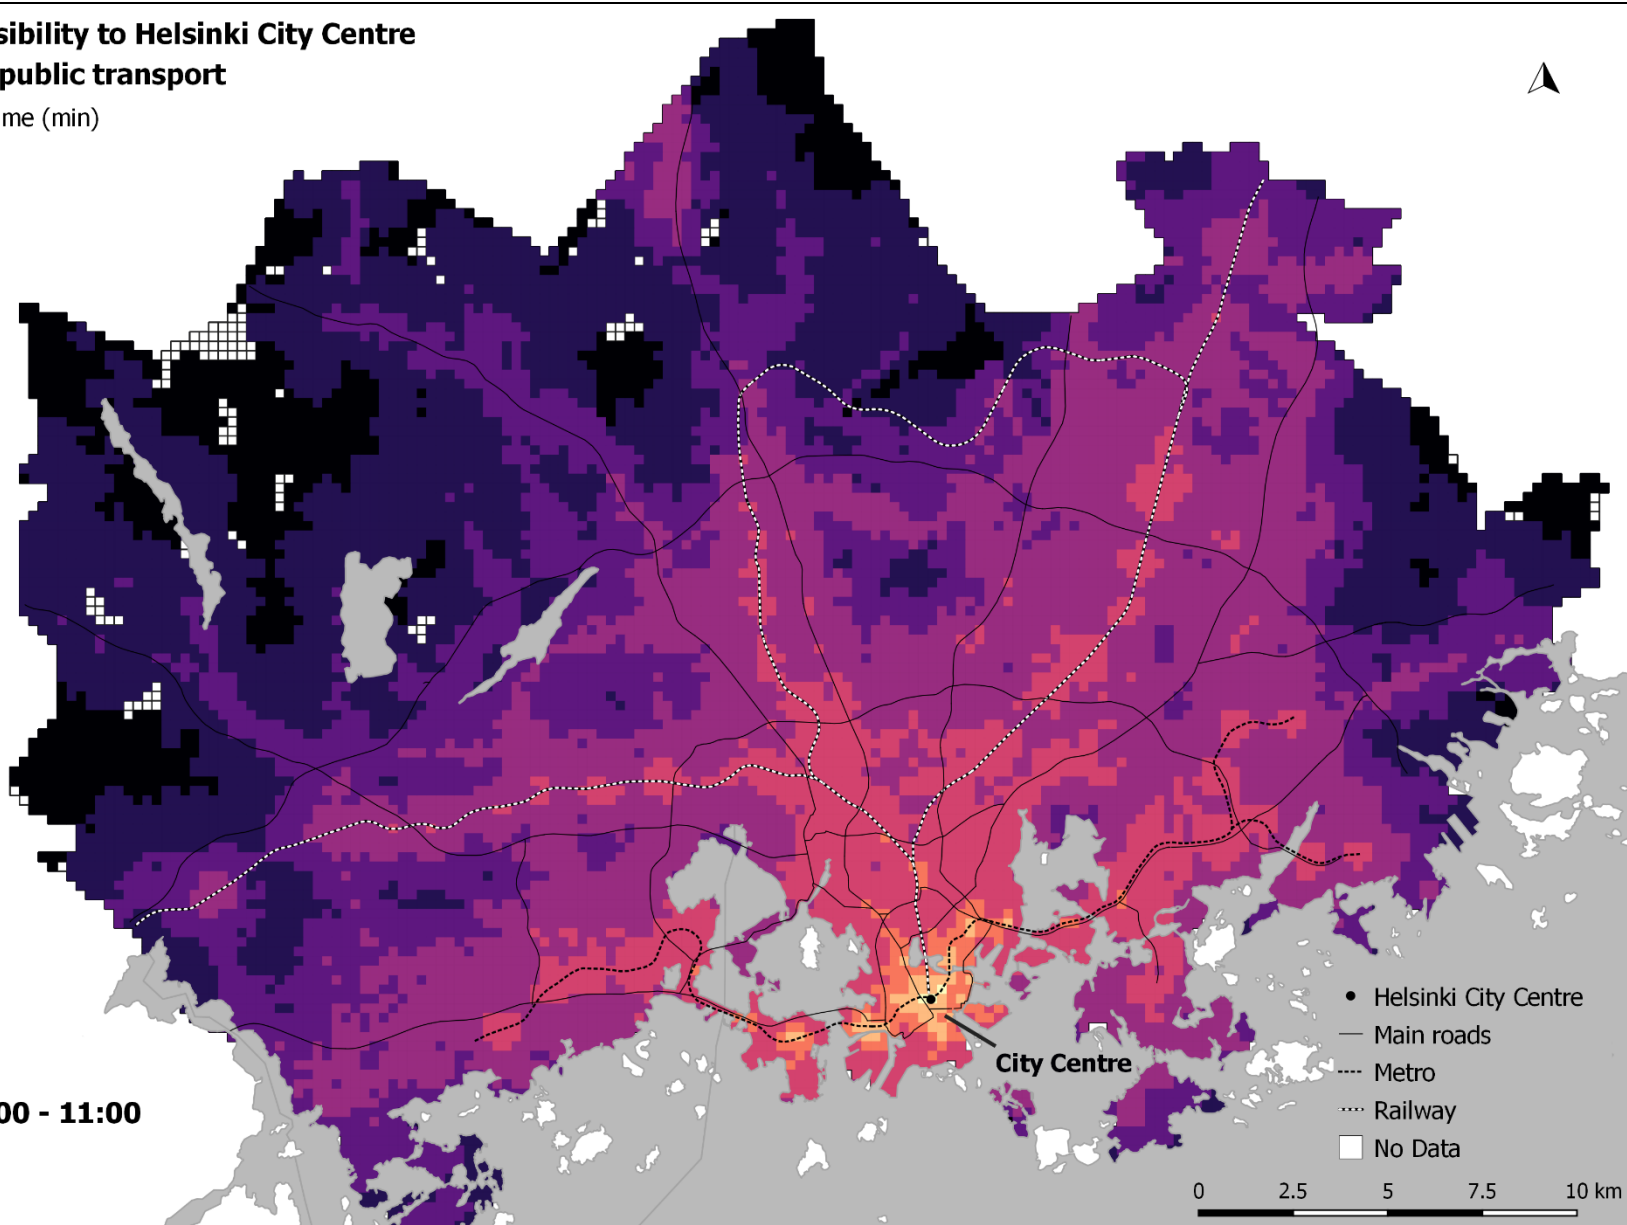 sibility to Helsinki City Centre
public transport
me (min)
00 - 11:00
City Centre
Helsinki City Centre
Main roads
Metro
Railway
No Data
0 2.5 5 7.5 10 km